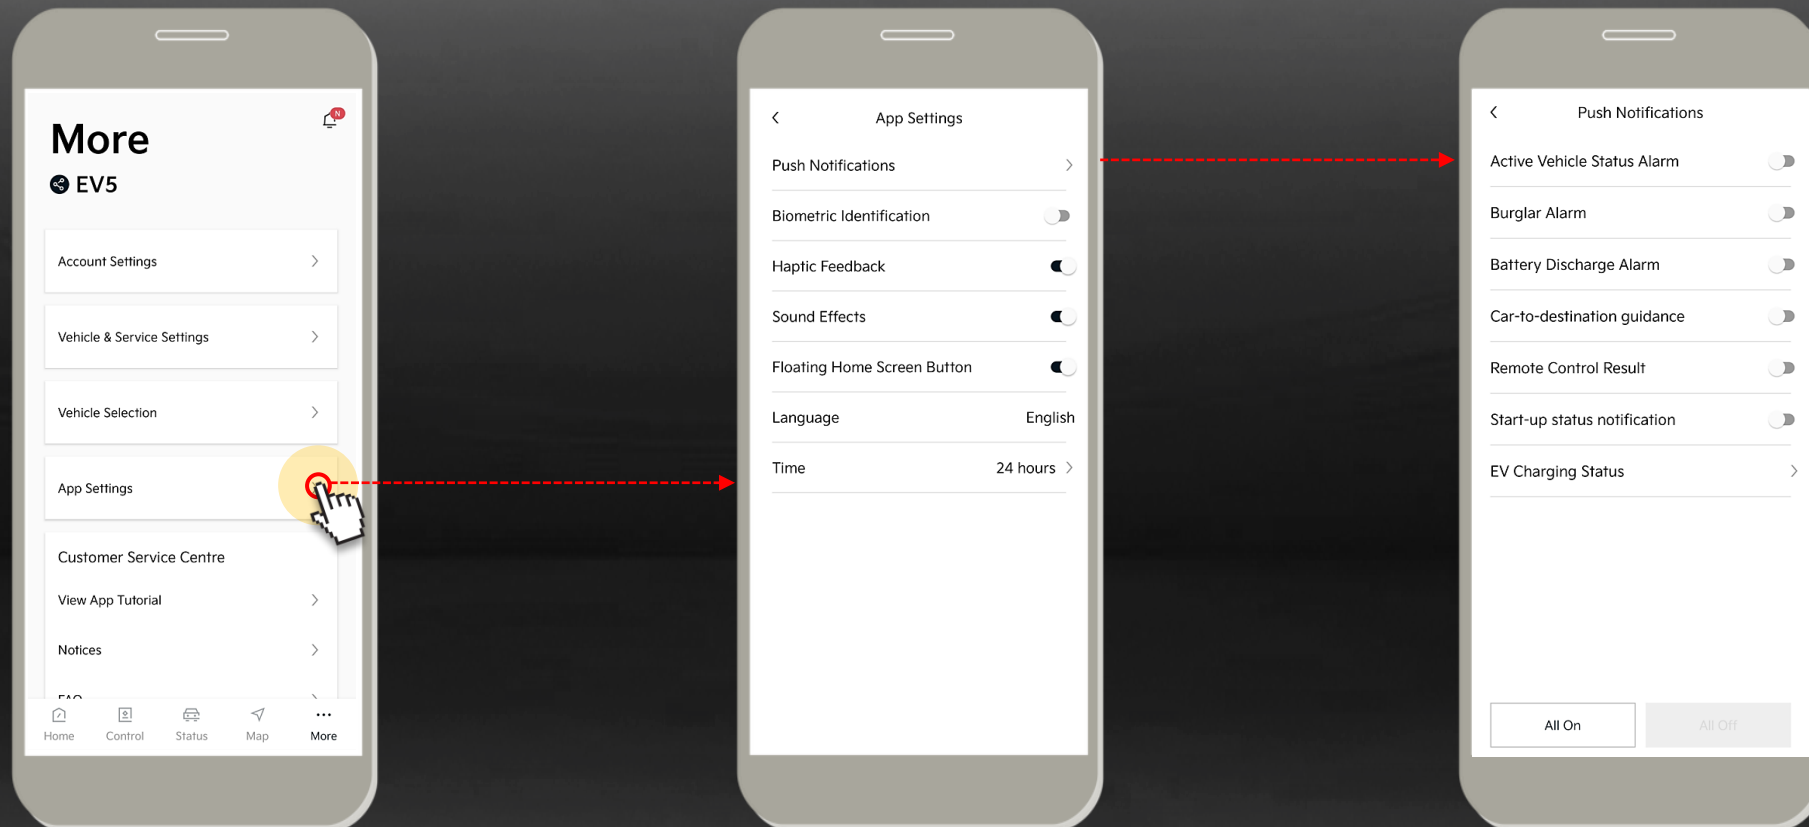 More
EV5
N
Account Settings
Vehicle & Service Settings
Vehicle Selection
App Settings
Customer Service Centre
View App Tutorial
Notices
FAQ
Home
Control
Status
Map
More
App Settings
Push Notifications
Biometric Identification
Haptic Feedback
Sound Effects
Floating Home Screen Button
Language English
Time 24 hours
Push Notifications
Active Vehicle Status Alarm
Burglar Alarm
Battery Discharge Alarm
Car-to-destination guidance
Remote Control Result
Start-up status notification
EV Charging Status
All On
All Off